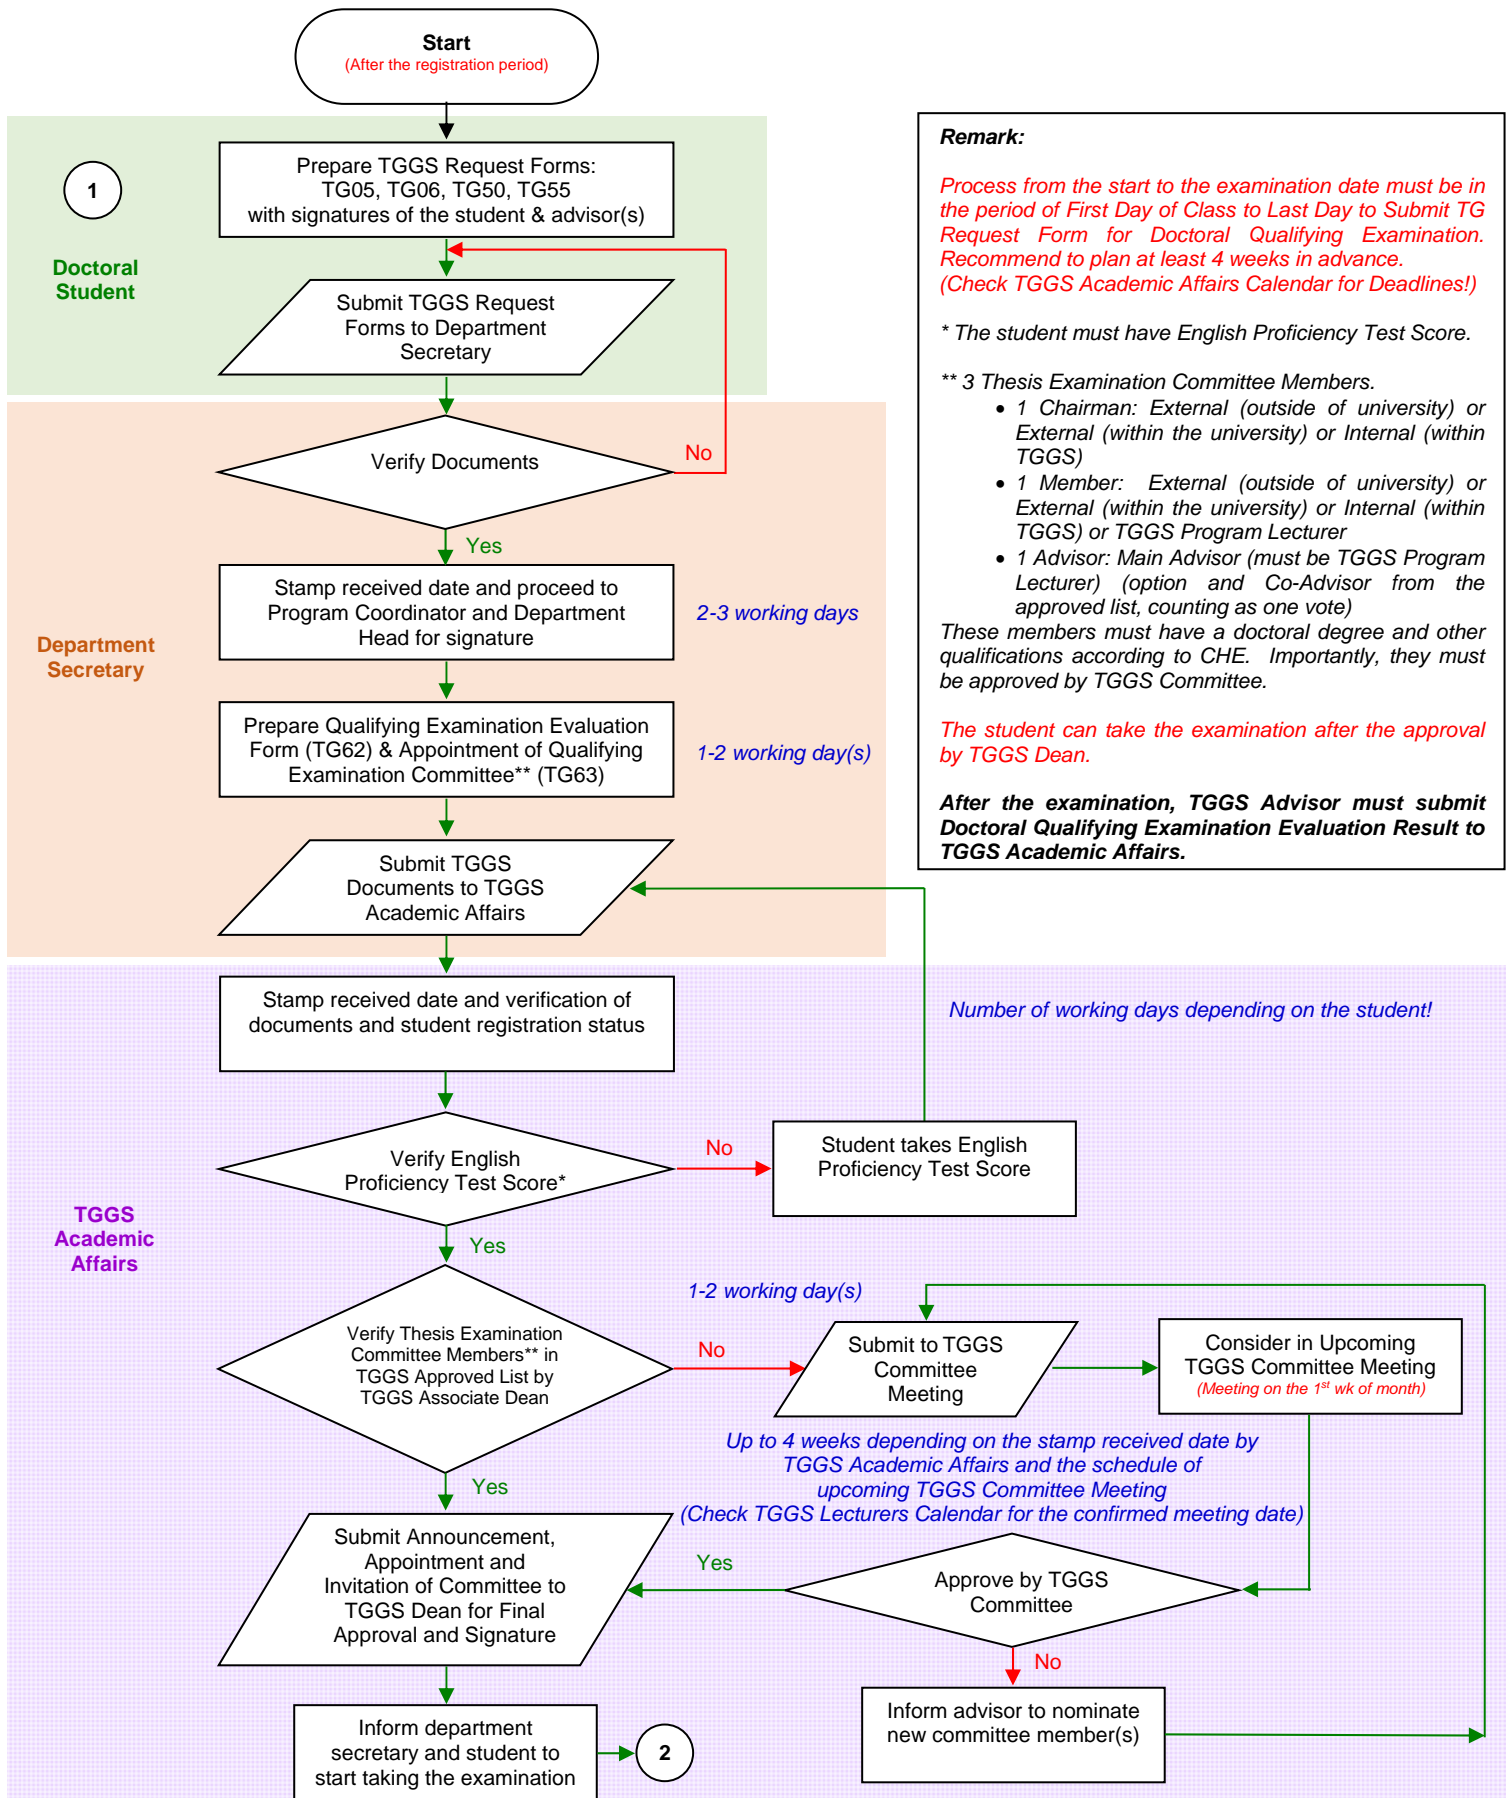 Start
(After the registration period)
1
Doctoral
Student
Prepare TGGS Request Forms:
TG05, TG06, TG50, TG55
with signatures of the student & advisor(s)
Submit TGGS Request
Forms to Department
Secretary
Remark:
Process from the start to the examination date must be in
the period of First Day of Class to Last Day to Submit TG
Request Form for Doctoral Qualifying Examination.
Recommend to plan at least 4 weeks in advance.
(Check TGGS Academic Affairs Calendar for Deadlines!)
* The student must have English Proficiency Test Score.
** 3 Thesis Examination Committee Members.
• 1 Chairman: External (outside of university) or
External (within the university) or Internal (within
TGGS)
• 1 Member: External (outside of university) or
External (within the university) or Internal (within
TGGS) or TGGS Program Lecturer
• 1 Advisor: Main Advisor (must be TGGS Program
Lecturer) (option and Co-Advisor from the
approved list, counting as one vote)
These members must have a doctoral degree and other
qualifications according to CHE. Importantly, they must
be approved by TGGS Committee.
The student can take the examination after the approval
by TGGS Dean.
After the examination, TGGS Advisor must submit
Doctoral Qualifying Examination Evaluation Result to
TGGS Academic Affairs.
Department
Secretary
Verify Documents
No
Yes
Stamp received date and proceed to
Program Coordinator and Department
Head for signature
2-3 working days
Prepare Qualifying Examination Evaluation
Form (TG62) & Appointment of Qualifying
Examination Committee** (TG63)
1-2 working day(s)
Submit TGGS
Documents to TGGS
Academic Affairs
TGGS
Academic
Affairs
Stamp received date and verification of
documents and student registration status
Number of working days depending on the student!
Verify English
Proficiency Test Score*
No
Student takes English
Proficiency Test Score
Yes
Verify Thesis Examination
Committee Members** in
TGGS Approved List by
TGGS Associate Dean
1-2 working day(s)
No
Submit to TGGS
Committee
Meeting
Consider in Upcoming
TGGS Committee Meeting
(Meeting on the 1st wk of month)
Up to 4 weeks depending on the stamp received date by
TGGS Academic Affairs and the schedule of
upcoming TGGS Committee Meeting
(Check TGGS Lecturers Calendar for the confirmed meeting date)
Yes
Submit Announcement,
Appointment and
Invitation of Committee to
TGGS Dean for Final
Approval and Signature
Yes
Approve by TGGS
Committee
No
Inform advisor to nominate
new committee member(s)
Inform department
secretary and student to
start taking the examination
2